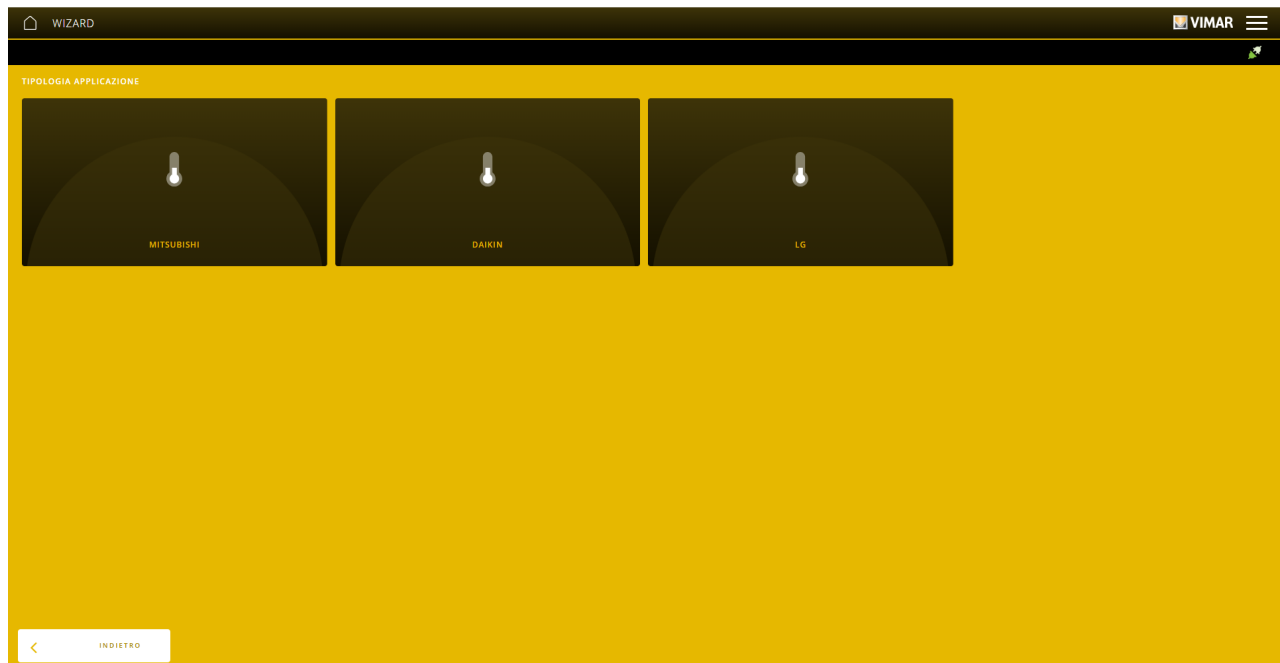 WIZARD
VIMAR
TIPOLOGIA APPLICAZIONE
MITSUBISHI
DAIKIN
LG
INDIETRO